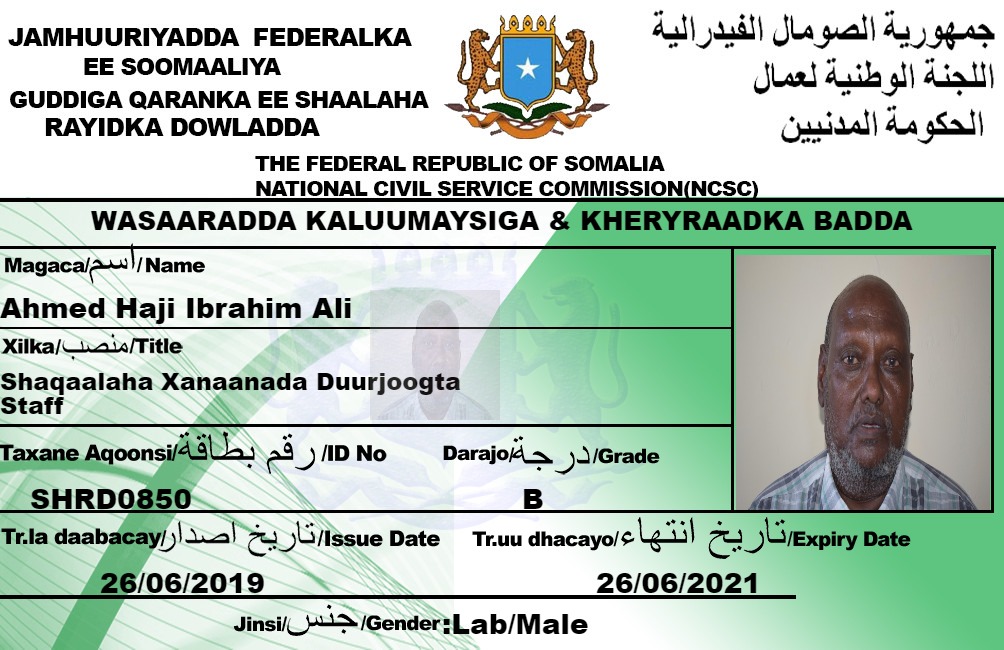 JAMHUURIYADDA FEDERALKA
EE SOOMAALIYA
GUDDIGA QARANKA EE SHAALAHA
RAYIDKA DOWLADDA
جمهورية الصومال الفيدرالية
اللجنة الوطنية لعمال
الحكومة المدنيين
THE FEDERAL REPUBLIC OF SOMALIA
NATIONAL CIVIL SERVICE COMMISSION(NCSC)
WASAARADDA KALUUMAYSIGA & KHERYRAADKA BADDA
Magaca/اسم/Name
Ahmed Haji Ibrahim Ali
Xilka/منصب/Title
Shaqaalaha Xanaanada Duurjoogta
Staff
Taxane Aqoonsi/رقم بطاقة/ID No Darajo/درجة/Grade
SHRD0850 B
Tr.la daabacay/تاريخ اصدار/Issue Date Tr.uu dhacayo/تاريخ انتهاء/Expiry Date
26/06/2019 26/06/2021
Jinsi/جنس/Gender:Lab/Male